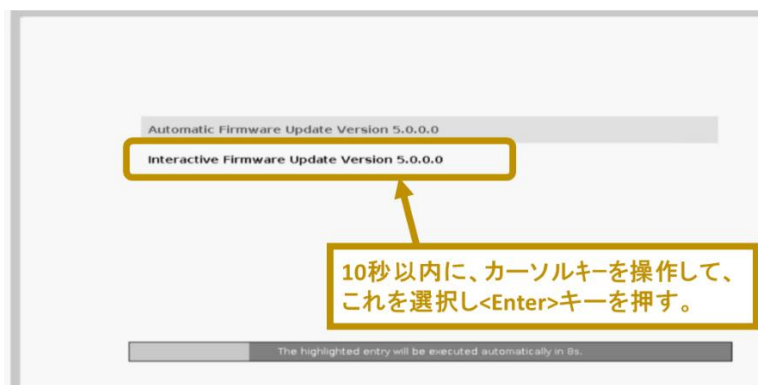 Automatic Firmware Update Version 5.0.0.0
Interactive Firmware Update Version 5.0.0.0
10秒以内に、カーソルキーを操作して、
これを選択し<Enter>キーを押す。
The highlighted entry will be executed automatically in 8s.